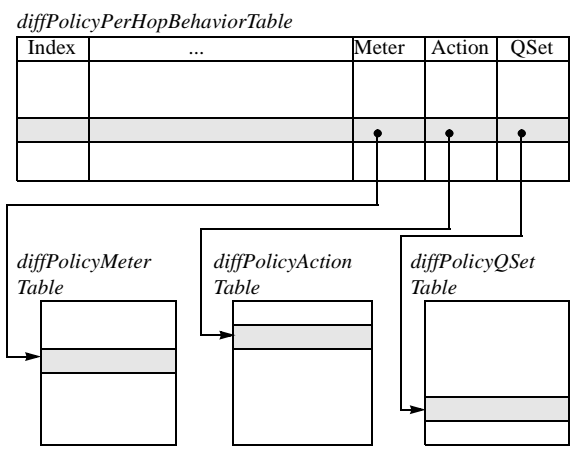 diffPolicyPerHopBehaviorTable
Index ... Meter Action QSet
diffPolicyMeter
Table
diffPolicyAction
Table
diffPolicyQSet
Table